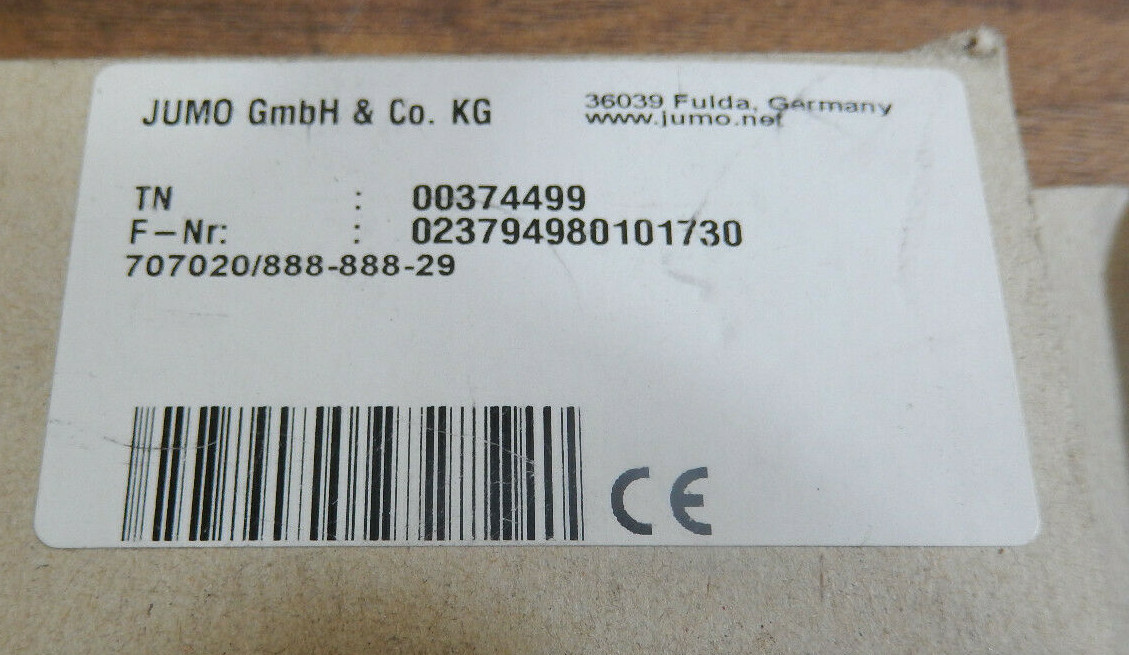 JUMO GmbH & Co. KG
36039 Fulda, Germany
www.jumo.net
TN : 00374499
F-Nr: : 023794980101730
707020/888-888-29
CE